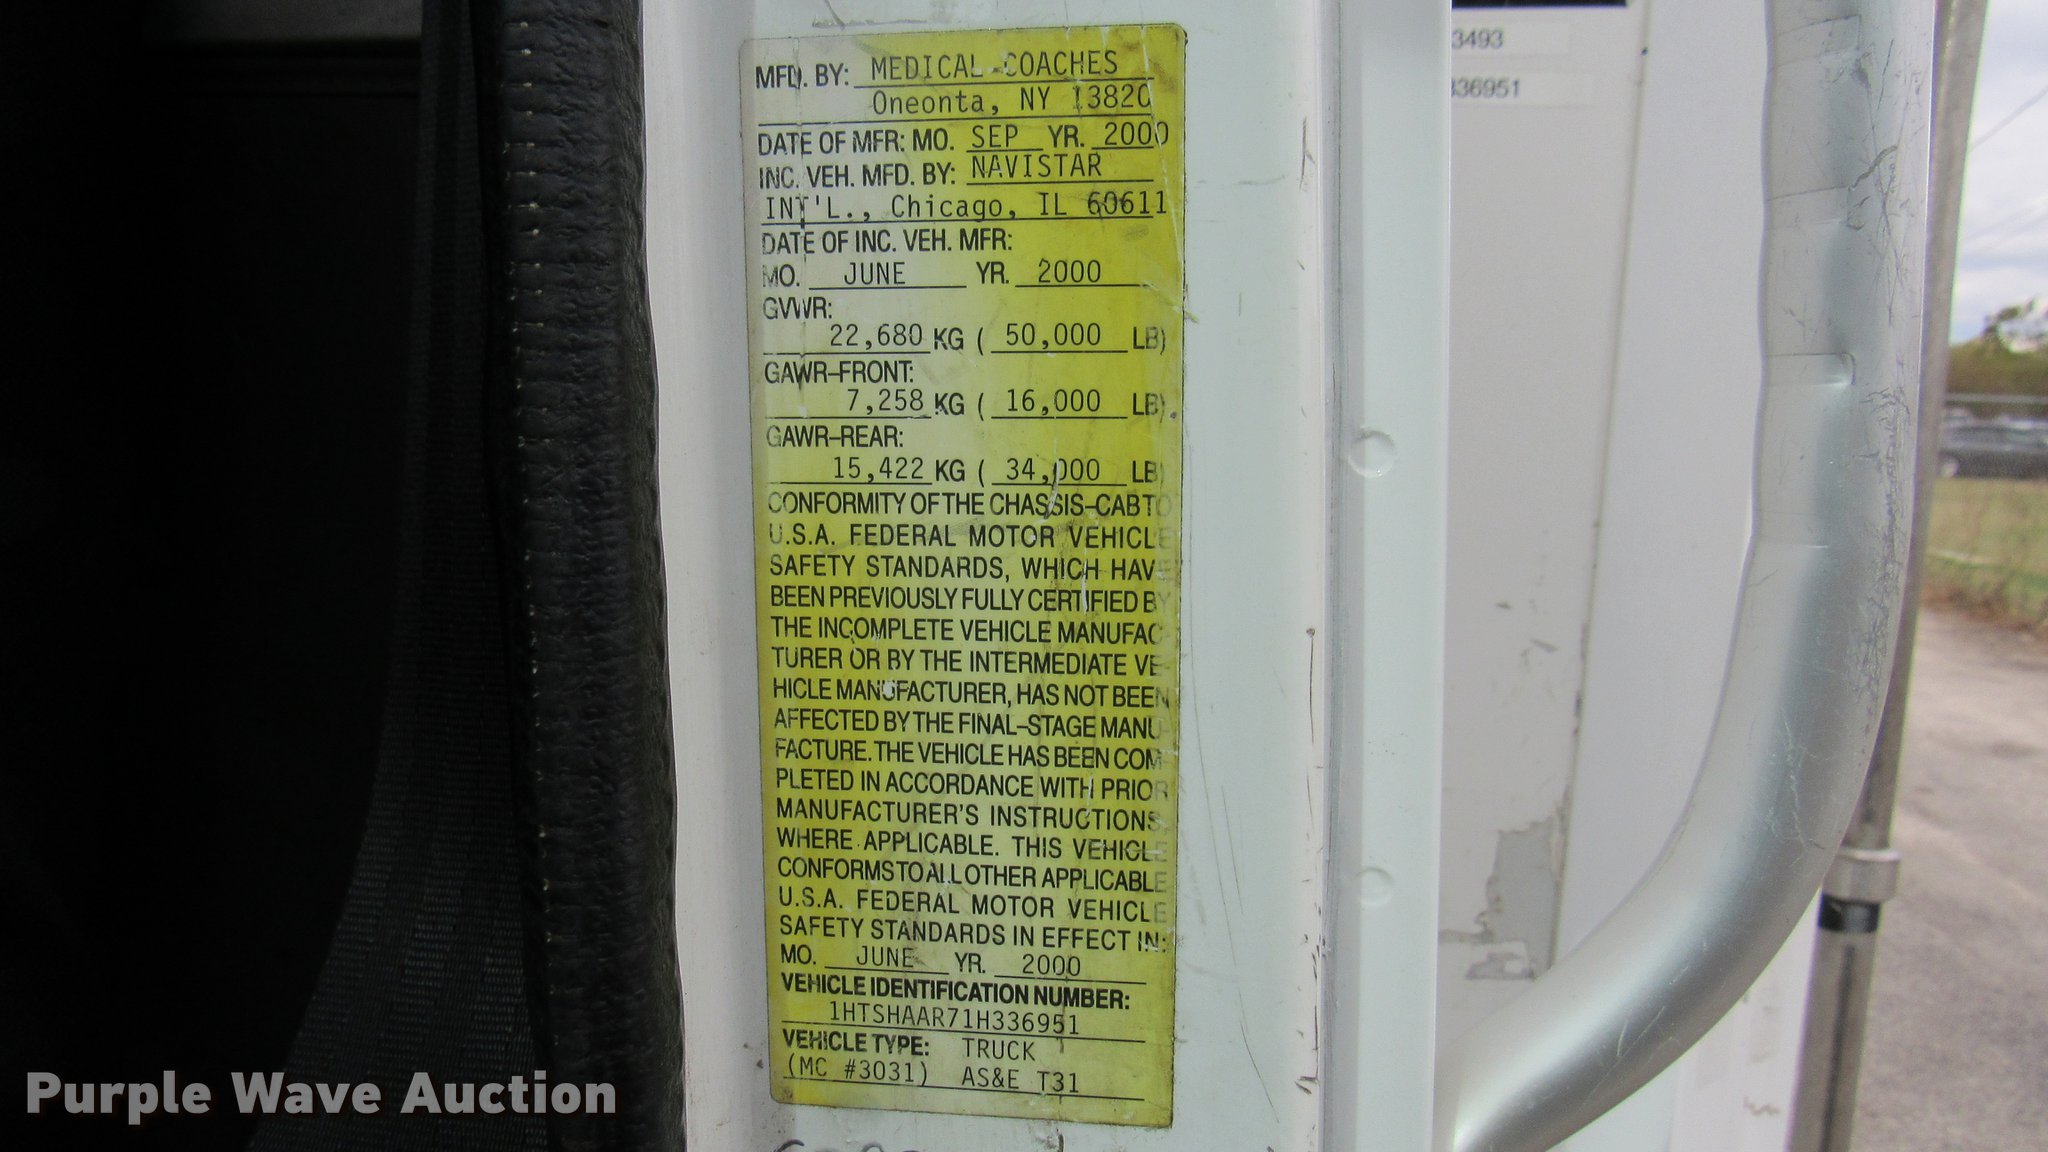 MFD. BY: MEDICAL COACHES
Oneonta, NY 13820
DATE OF MFR: MO. SEP YR. 2000
INC. VEH. MFD. BY: NAVISTAR
INT'L., Chicago, IL 60611
DATE OF INC. VEH. MFR:
MO. JUNE YR. 2000
GVWR:
22,680 KG ( 50,000 LB)
GAWR-FRONT:
7,258 KG ( 16,000 LB)
GAWR-REAR:
15,422 KG ( 34,000 LB)
CONFORMITY OF THE CHASSIS-CAB TO
U.S.A. FEDERAL MOTOR VEHICLE
SAFETY STANDARDS, WHICH HAVE
BEEN PREVIOUSLY FULLY CERTIFIED BY
THE INCOMPLETE VEHICLE MANUFAC-
TURER OR BY THE INTERMEDIATE VE-
HICLE MANUFACTURER, HAS NOT BEEN
AFFECTED BY THE FINAL-STAGE MANU-
FACTURE. THE VEHICLE HAS BEEN COM-
PLETED IN ACCORDANCE WITH PRIOR
MANUFACTURER'S INSTRUCTIONS,
WHERE APPLICABLE. THIS VEHICLE
CONFORMS TO ALL OTHER APPLICABLE
U.S.A. FEDERAL MOTOR VEHICLE
SAFETY STANDARDS IN EFFECT IN:
MO. JUNE YR. 2000
VEHICLE IDENTIFICATION NUMBER:
1HTSHAAR71H336951
VEHICLE TYPE: TRUCK
(MC #3031) AS&E T31
3493
336951
Purple Wave Auction